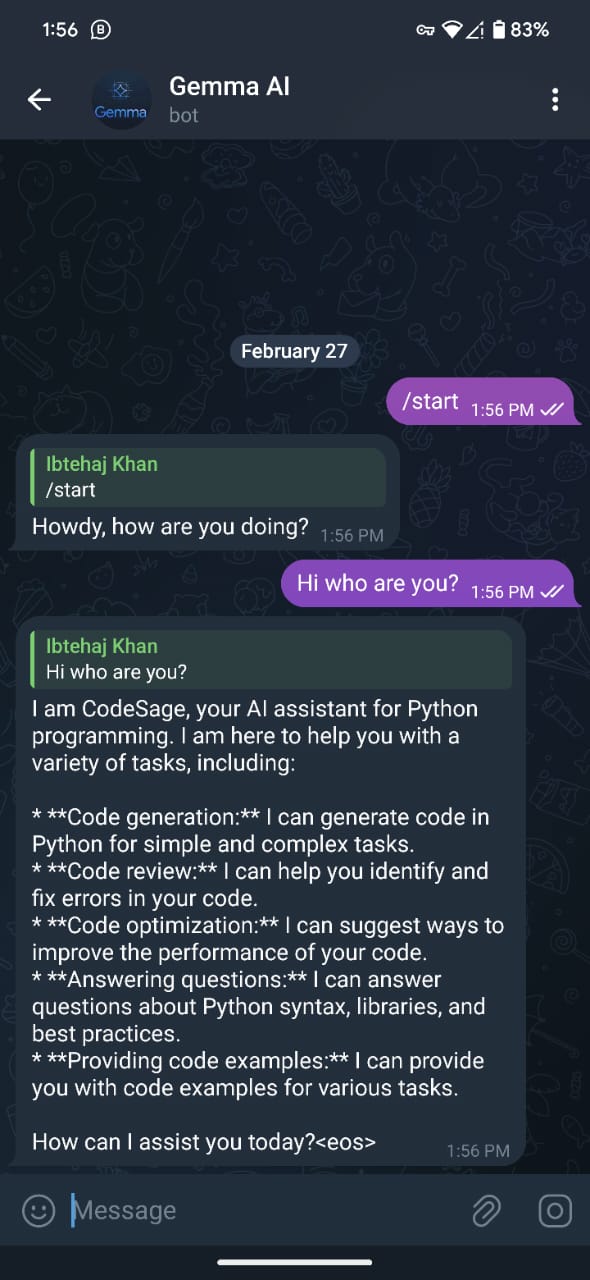 1:56
83%
Gemma
Gemma AI
bot
February 27
/start 1:56 PM
Ibtehaj Khan
/start
Howdy, how are you doing? 1:56 PM
Hi who are you? 1:56 PM
Ibtehaj Khan
Hi who are you?
I am CodeSage, your AI assistant for Python
programming. I am here to help you with a
variety of tasks, including:
* **Code generation:** I can generate code in
Python for simple and complex tasks.
* **Code review:** I can help you identify and
fix errors in your code.
* **Code optimization:** I can suggest ways to
improve the performance of your code.
* **Answering questions:** I can answer
questions about Python syntax, libraries, and
best practices.
* **Providing code examples:** I can provide
you with code examples for various tasks.
How can I assist you today?<eos> 1:56 PM
Message